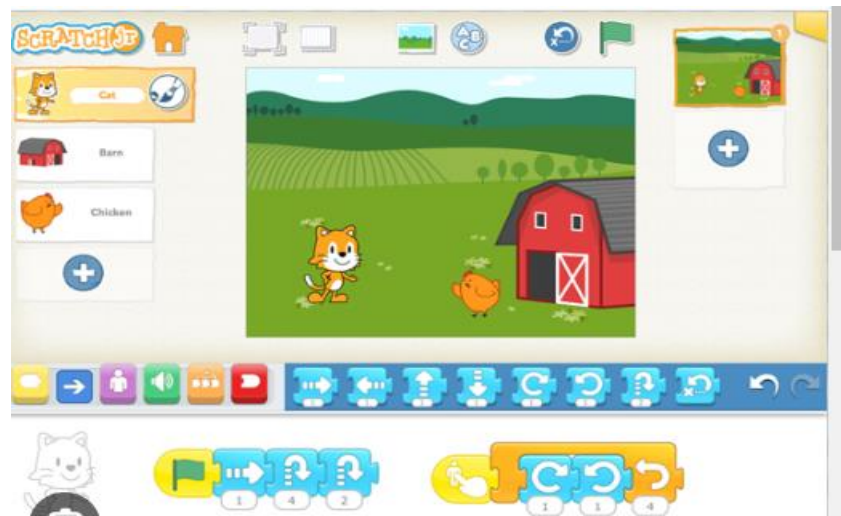 SCRATCHJR
A B C
1
Cat
Barn
Chicken
1 4 2
1 1 4